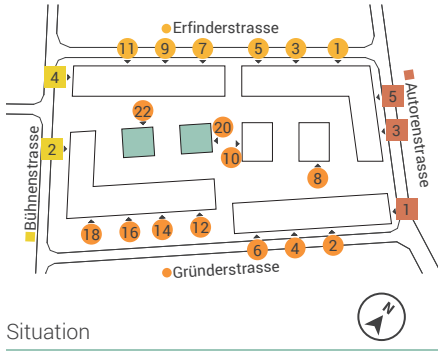 Erfinderstrasse
11 9 7 5 3 1
4
5
Autorenstrasse
22
20
3
10
2
8
Bühnenstrasse
1
18 16 14 12
6 4 2
Gründerstrasse
N
Situation